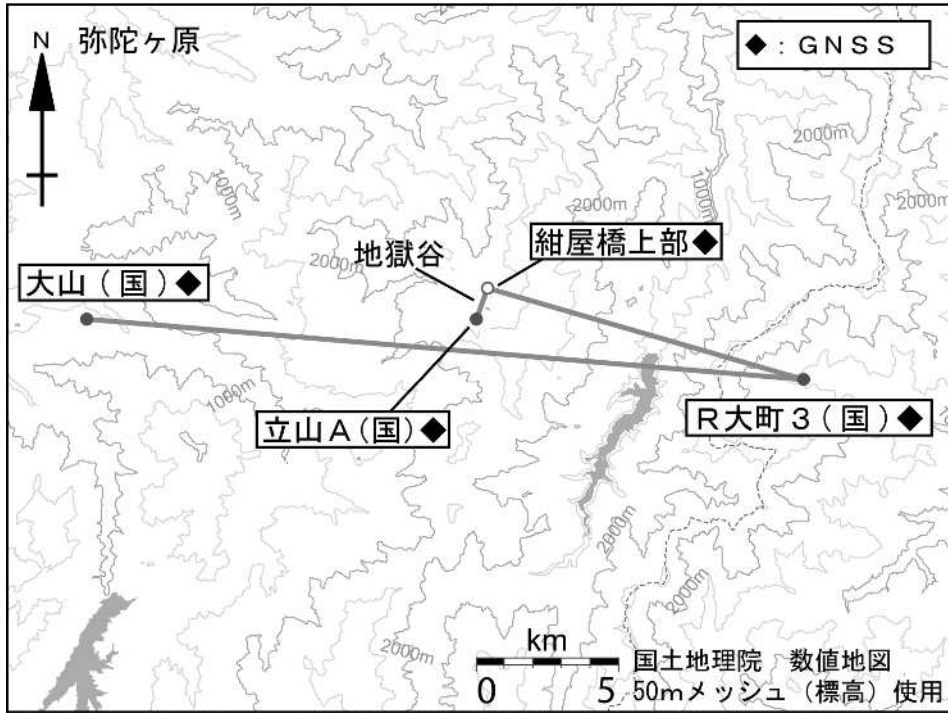 N 弥陀ヶ原
◆：ＧＮＳＳ
2000m
1000m
1000m
2000m
2000m
2000m
地獄谷
紺屋橋上部◆
大山（国）◆
1000m
立山Ａ（国）◆
Ｒ大町３（国）◆
2000m
2000m
2000m
km
0 5
国土地理院 数値地図
50ｍメッシュ（標高）使用